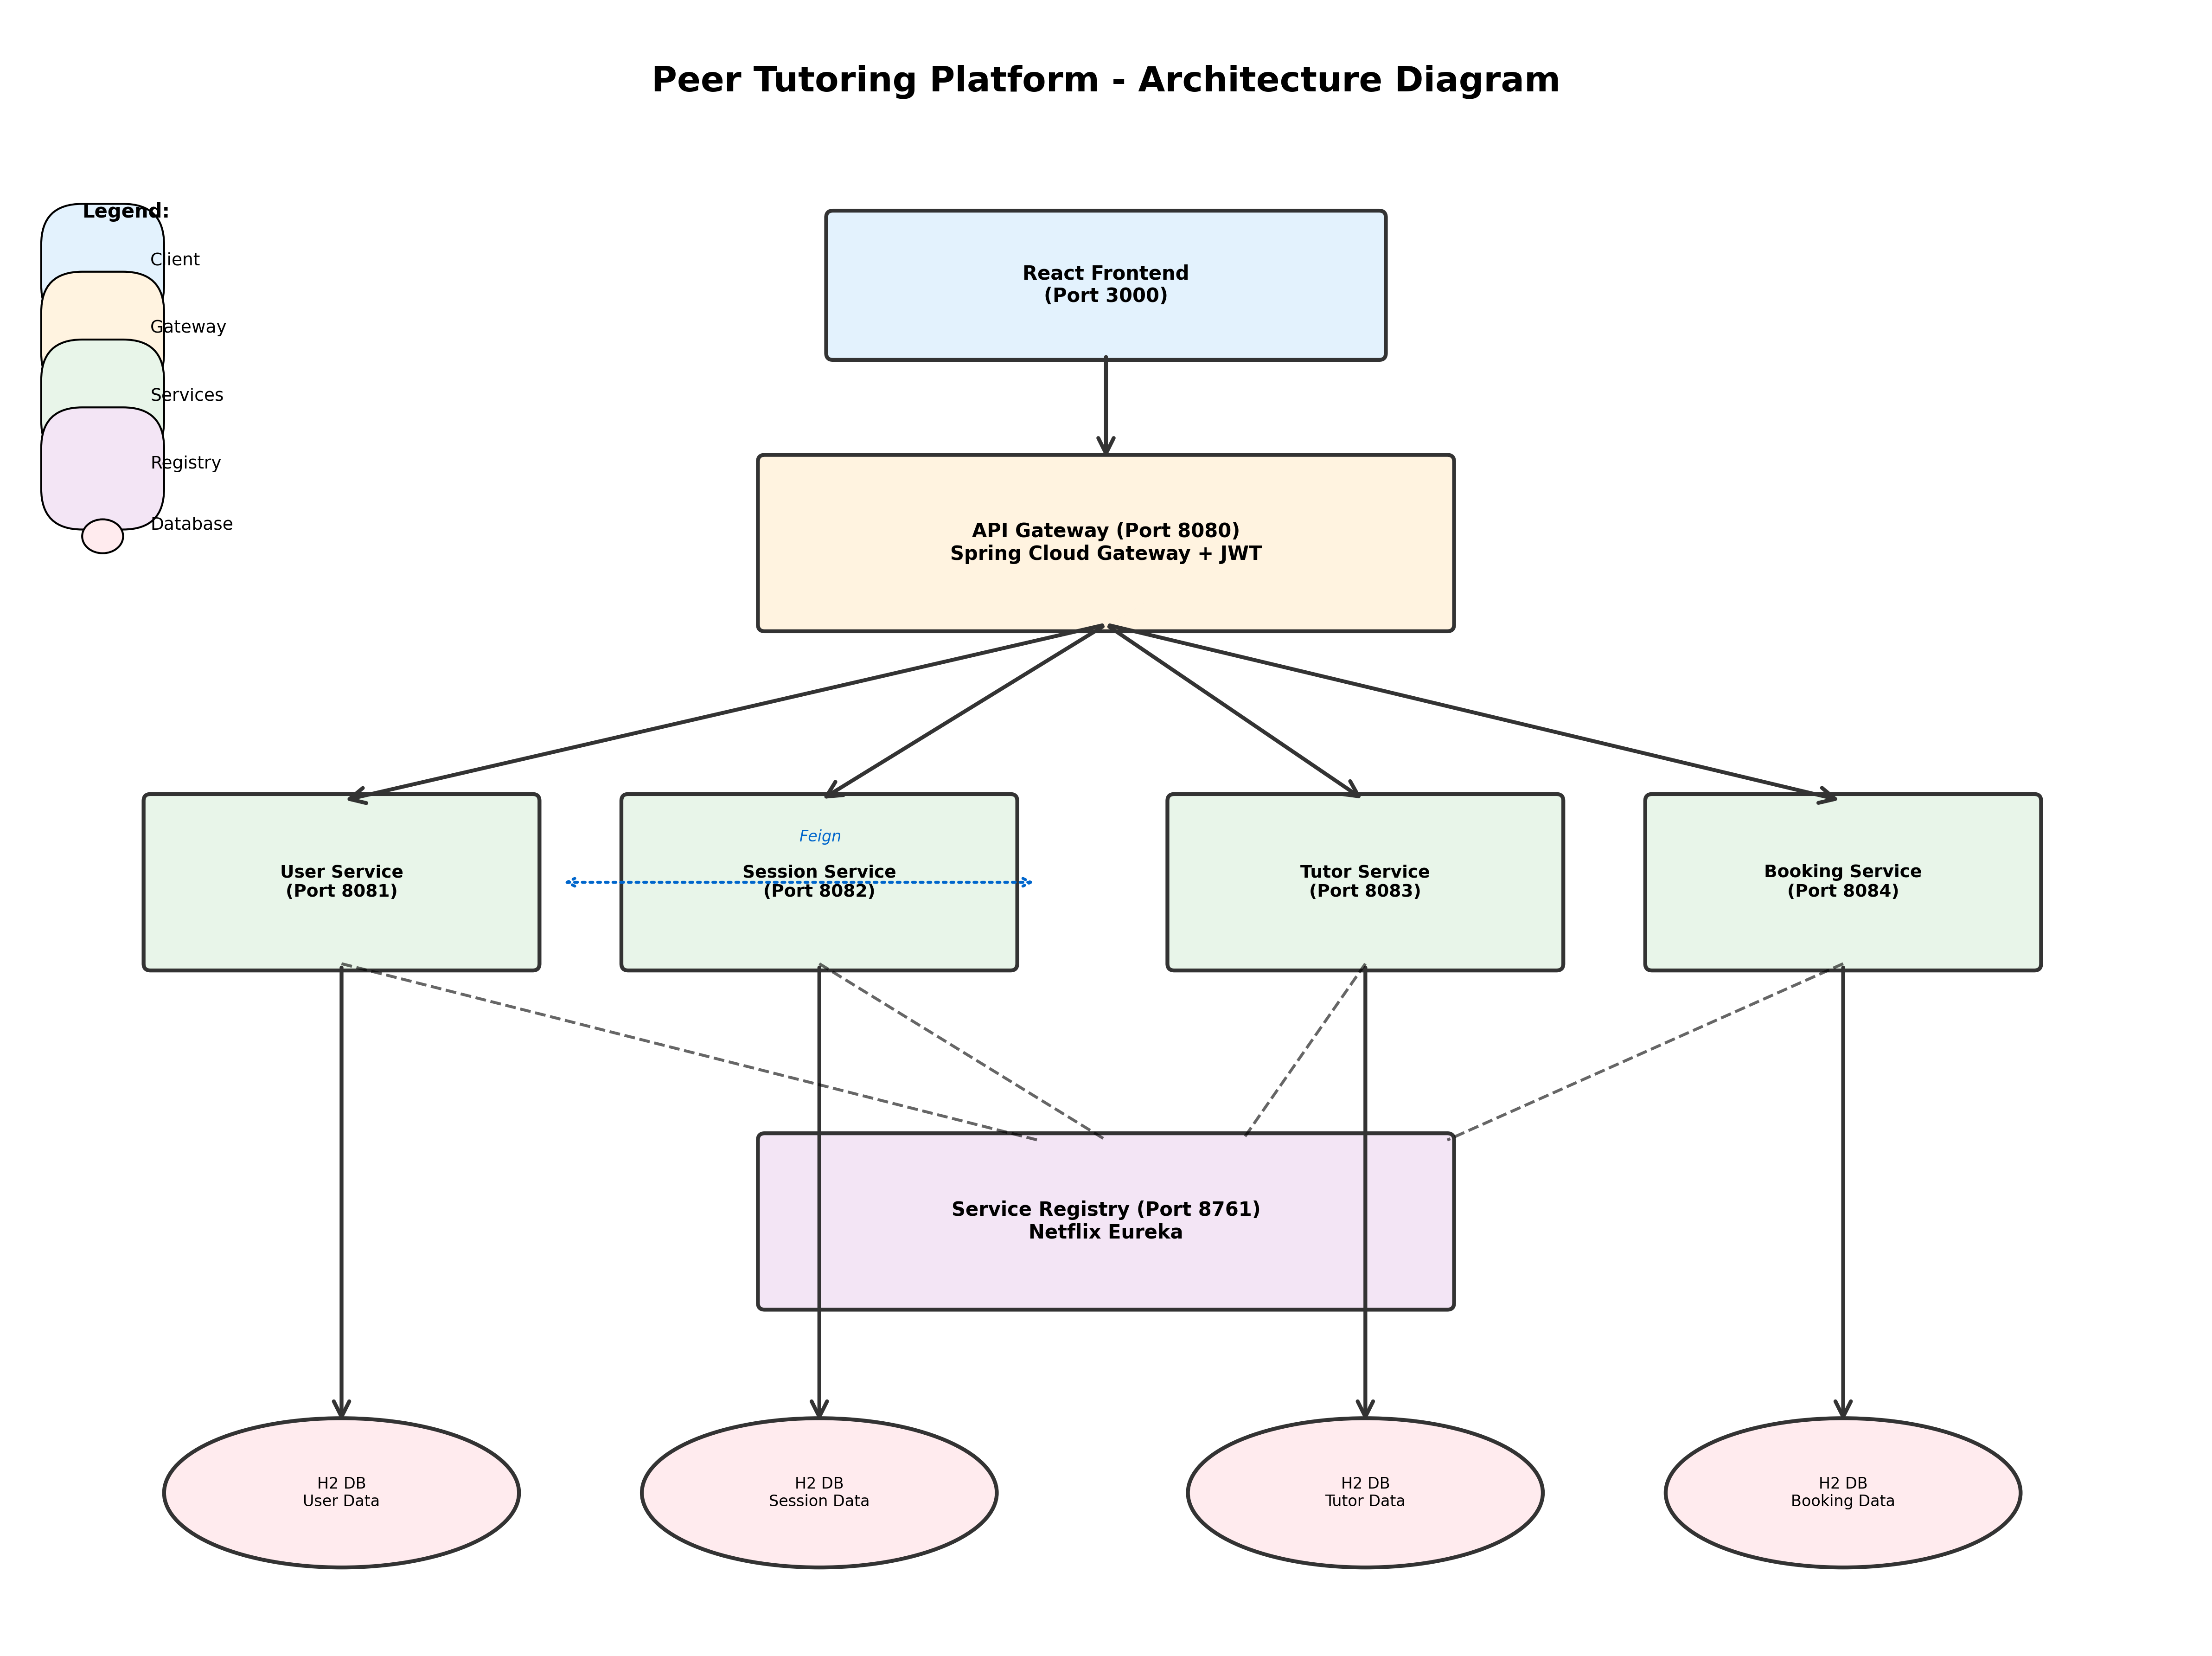 Peer Tutoring Platform - Architecture Diagram
Legend:
Client
Gateway
Services
Registry
Database
React Frontend
(Port 3000)
API Gateway (Port 8080)
Spring Cloud Gateway + JWT
User Service
(Port 8081)
Feign
Session Service
(Port 8082)
Tutor Service
(Port 8083)
Booking Service
(Port 8084)
Service Registry (Port 8761)
Netflix Eureka
H2 DB
User Data
H2 DB
Session Data
H2 DB
Tutor Data
H2 DB
Booking Data